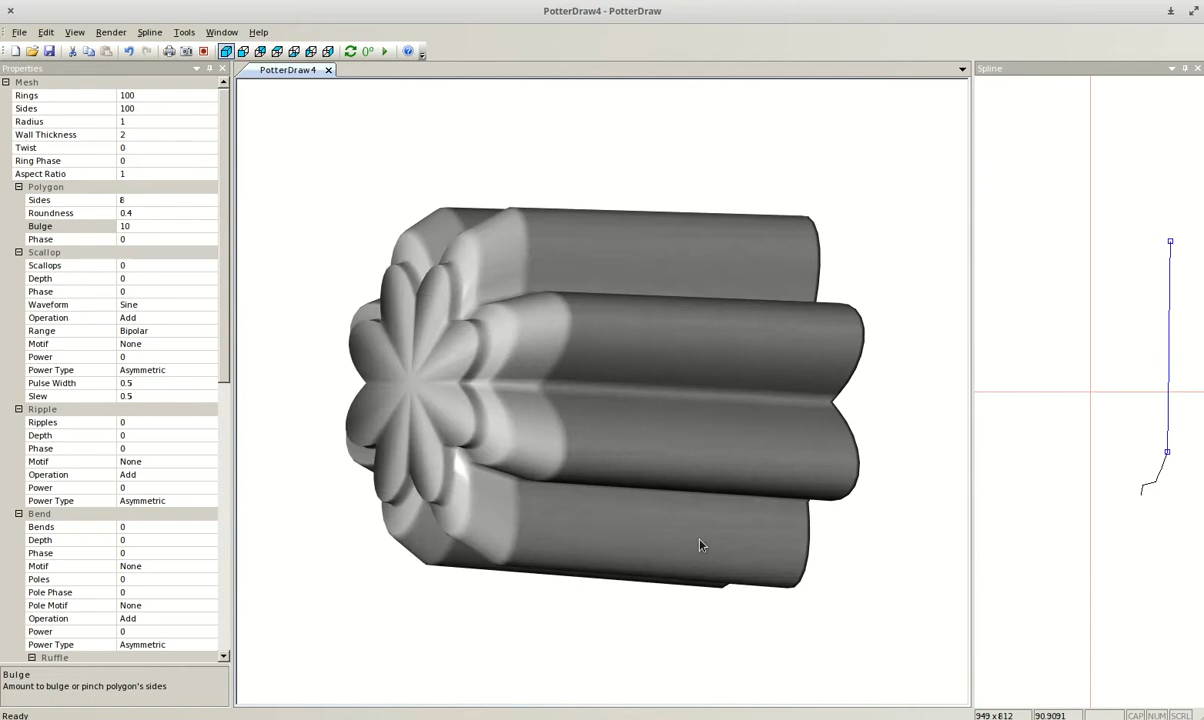 PotterDraw4 - PotterDraw
File Edit View Render Spline Tools Window Help
0°
Properties
PotterDraw4
Spline
Mesh
Rings 100
Sides 100
Radius 1
Wall Thickness 2
Twist 0
Ring Phase 0
Aspect Ratio 1
Polygon
Sides 8
Roundness 0.4
Bulge 10
Phase 0
Scallop
Scallops 0
Depth 0
Phase 0
Waveform Sine
Operation Add
Range Bipolar
Motif None
Power 0
Power Type Asymmetric
Pulse Width 0.5
Slew 0.5
Ripple
Ripples 0
Depth 0
Phase 0
Motif None
Operation Add
Power 0
Power Type Asymmetric
Bend
Bends 0
Depth 0
Phase 0
Motif None
Poles 0
Pole Phase 0
Pole Motif None
Operation Add
Power 0
Power Type Asymmetric
Ruffle
Bulge
Amount to bulge or pinch polygon's sides
Ready
949 x 812 90.9091 CAP NUM SCRL